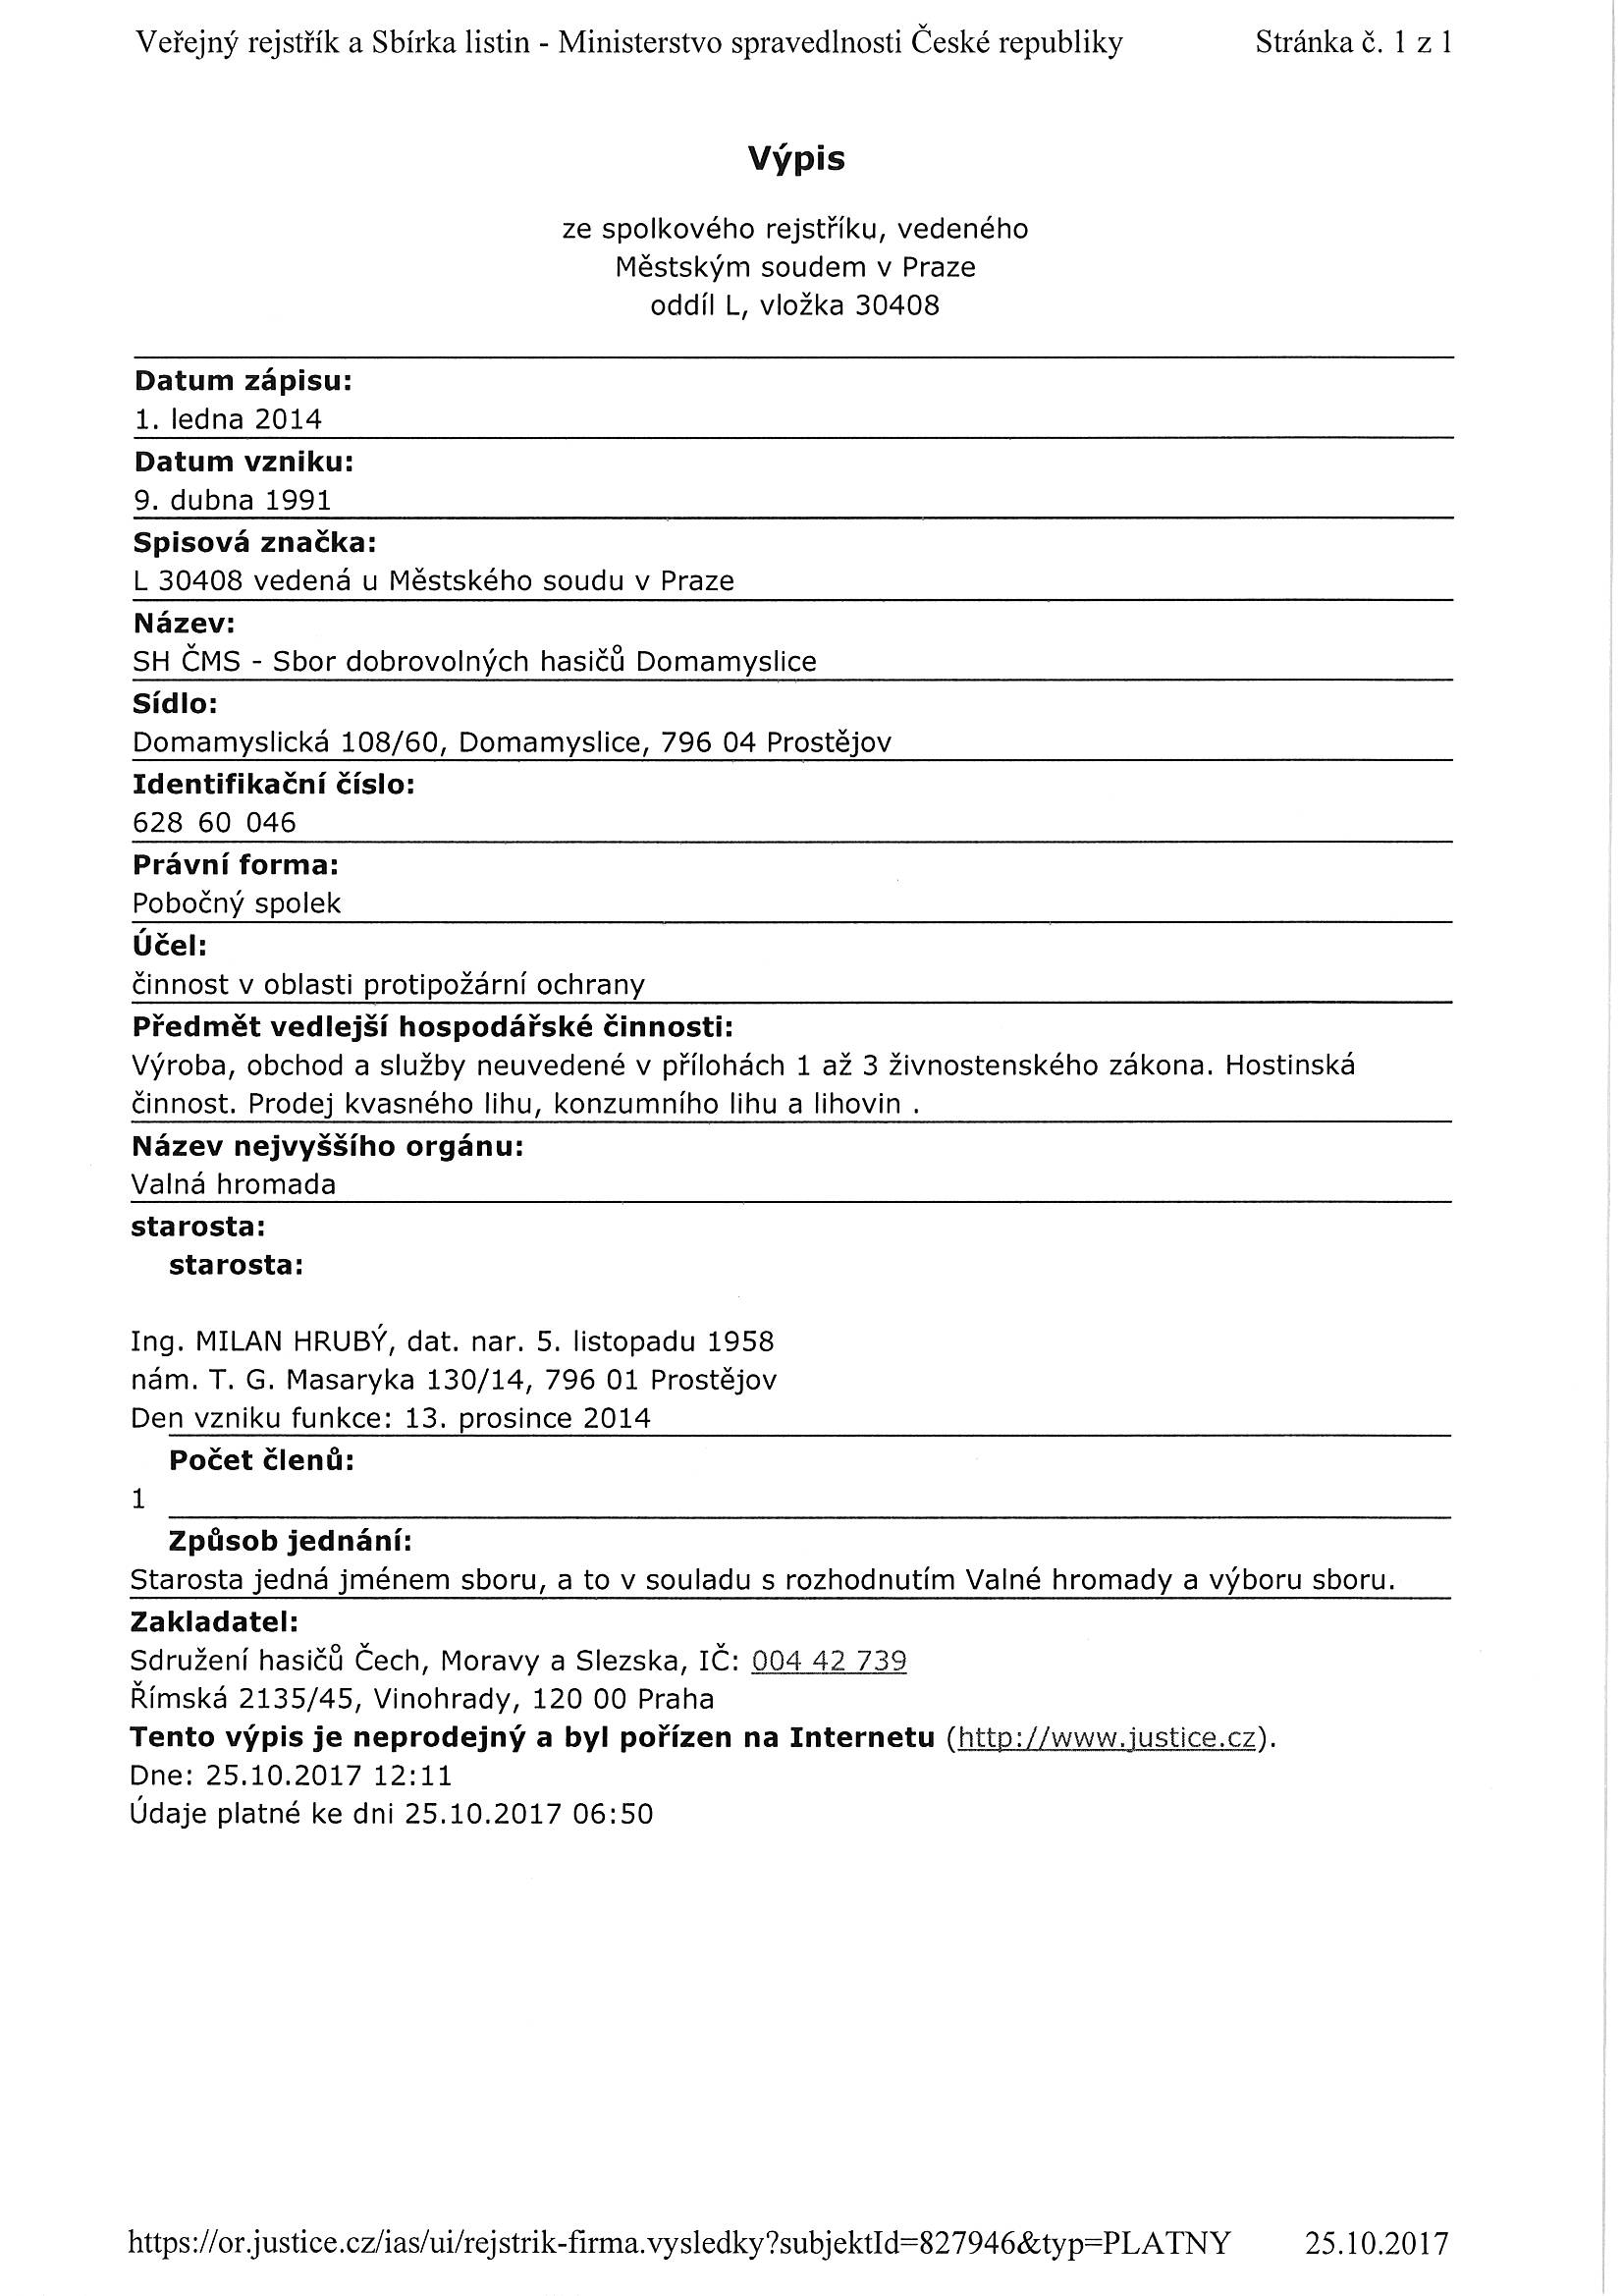 Veřejný rejstřík a Sbírka listin - Ministerstvo spravedlnosti České republiky Stránka č. 1 z 1
Výpis
ze spolkového rejstříku, vedeného
Městským soudem v Praze
oddíl L, vložka 30408
Datum zápisu:
1. ledna 2014
Datum vzniku:
9. dubna 1991
Spisová značka:
L 30408 vedená u Městského soudu v Praze
Název:
SH ČMS - Sbor dobrovolných hasičů Domamyslice
Sídlo:
Domamyslická 108/60, Domamyslice, 796 04 Prostějov
Identifikační číslo:
628 60 046
Právní forma:
Pobočný spolek
Účel:
činnost v oblasti protipožární ochrany
Předmět vedlejší hospodářské činnosti:
Výroba, obchod a služby neuvedené v přílohách 1 až 3 živnostenského zákona. Hostinská
činnost. Prodej kvasného lihu, konzumního lihu a lihovin .
Název nejvyššího orgánu:
Valná hromada
starosta:
starosta:
Ing. MILAN HRUBÝ, dat. nar. 5. listopadu 1958
nám. T. G. Masaryka 130/14, 796 01 Prostějov
Den vzniku funkce: 13. prosince 2014
Počet členů:
1
Způsob jednání:
Starosta jedná jménem sboru, a to v souladu s rozhodnutím Valné hromady a výboru sboru.
Zakladatel:
Sdružení hasičů Čech, Moravy a Slezska, IČ: 004 42 739
Římská 2135/45, Vinohrady, 120 00 Praha
Tento výpis je neprodejný a byl pořízen na Internetu (http://www.justice.cz).
Dne: 25.10.2017 12:11
Údaje platné ke dni 25.10.2017 06:50
https://or.justice.cz/ias/ui/rejstrik-firma.vysledky?subjektId=827946&typ=PLATNY 25.10.2017